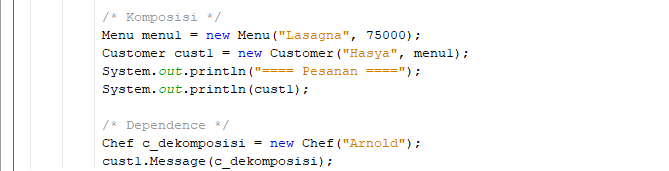 /* Komposisi */
Menu menu1 = new Menu("Lasagna", 75000);
Customer cust1 = new Customer("Hasya", menu1);
System.out.println("==== Pesanan ====");
System.out.println(cust1);
/* Dependence */
Chef c_dekomposisi = new Chef("Arnold");
cust1.Message(c_dekomposisi);